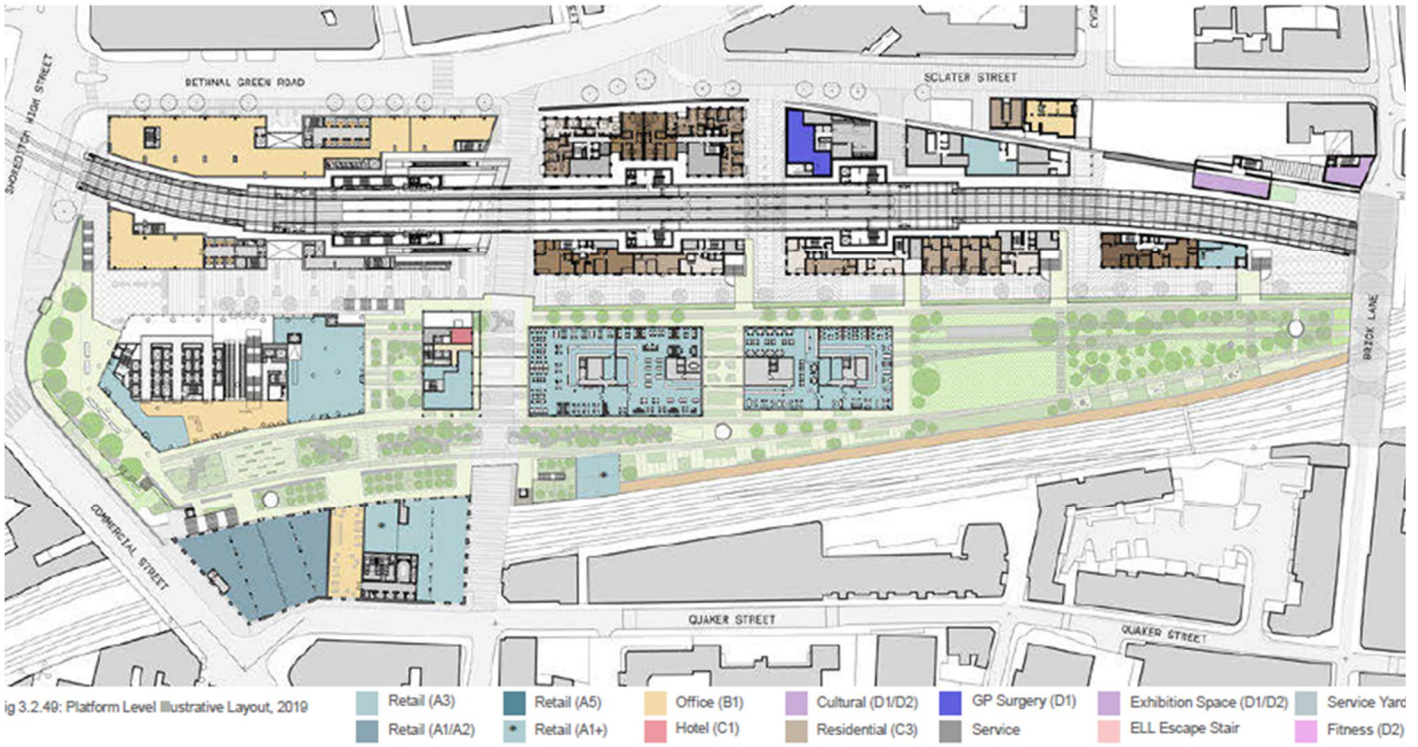 BETHNAL GREEN ROAD
SCLATER STREET
SHOREDITCH HIGH STREET
BRICK LANE
COMMERCIAL STREET
QUAKER STREET
QUAKER STREET
ig 3.2.49: Platform Level Illustrative Layout, 2019
Retail (A3)
Retail (A1/A2)
Retail (A5)
Retail (A1+)
Office (B1)
Hotel (C1)
Cultural (D1/D2)
Residential (C3)
GP Surgery (D1)
Service
Exhibition Space (D1/D2)
ELL Escape Stair
Service Yard
Fitness (D2)